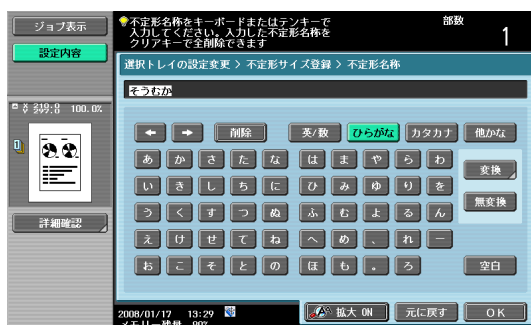 ジョブ表示
設定内容
不定形名称をキーボードまたはテンキーで
入力してください。入力した不定形名称を
クリアキーで全削除できます
部数
1
選択トレイの設定変更 > 不定形サイズ登録 > 不定形名称
そうむか
100.0%
詳細確認
← → 削除 英/数 ひらがな カタカナ 他かな
あ か さ た な は ま や ら わ
い き し ち に ひ み ゆ り を
う く す つ ぬ ふ む よ る ん
え け せ て ね へ め 、 れ ー
お こ そ と の ほ も 。 ろ
変換
無変換
空白
2008/01/17 13:29
メモリー残量 99%
拡大 ON 元に戻す OK